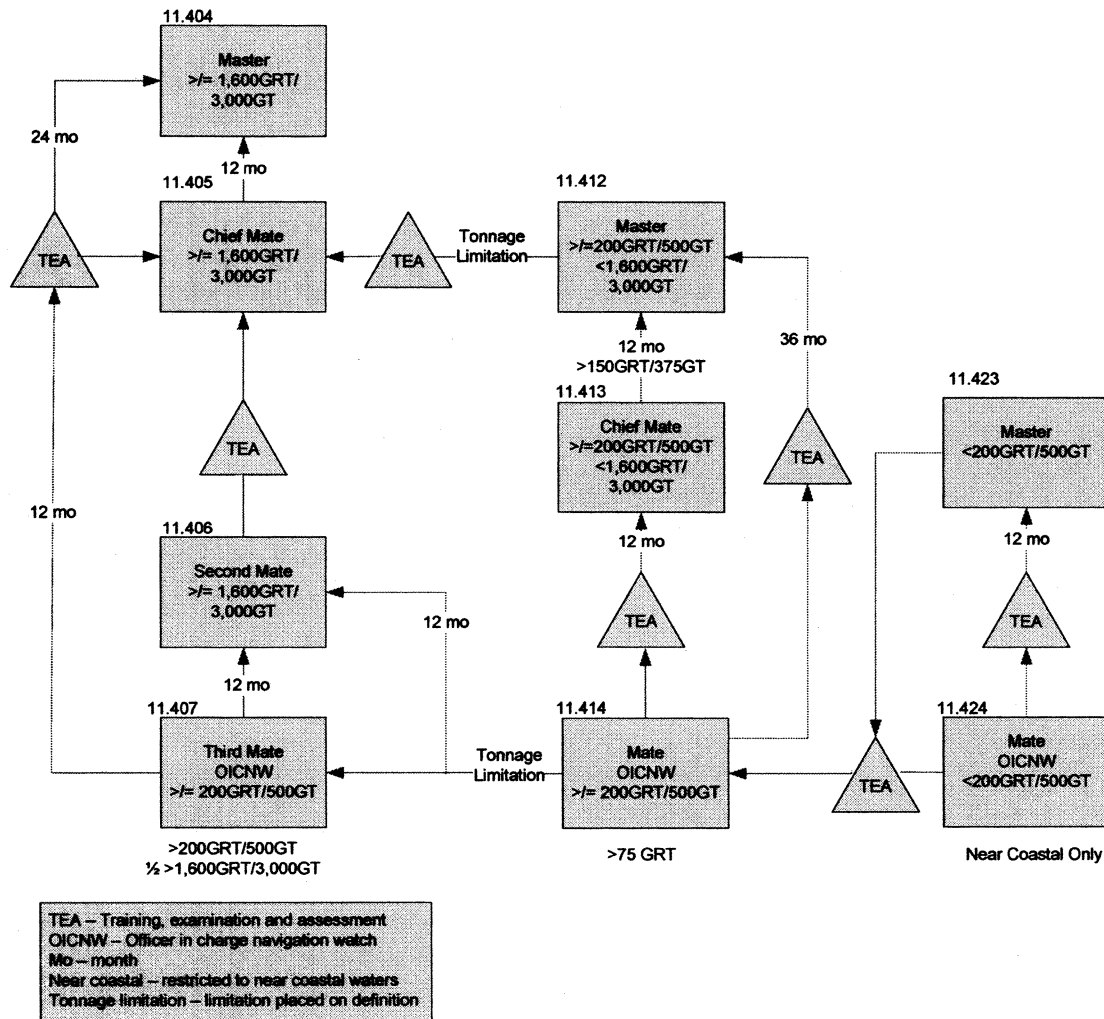 11.404
Master
>/= 1,600GRT/
3,000GT
24 mo
12 mo
11.405
TEA
Chief Mate
>/= 1,600GRT/
3,000GT
TEA
Tonnage
Limitation
11.412
Master
>/=200GRT/500GT
<1,600GRT/
3,000GT
12 mo
>150GRT/375GT
36 mo
11.413
Chief Mate
>/=200GRT/500GT
<1,600GRT/
3,000GT
TEA
11.423
Master
<200GRT/500GT
TEA
12 mo
11.406
Second Mate
>/= 1,600GRT/
3,000GT
12 mo
12 mo
TEA
12 mo
TEA
12 mo
11.407
Third Mate
OICNW
>/= 200GRT/500GT
Tonnage
Limitation
11.414
Mate
OICNW
>/= 200GRT/500GT
TEA
11.424
Mate
OICNW
<200GRT/500GT
>200GRT/500GT
½ >1,600GRT/3,000GT
>75 GRT
Near Coastal Only
TEA – Training, examination and assessment
OICNW – Officer in charge navigation watch
Mo – month
Near coastal – restricted to near coastal waters
Tonnage limitation – limitation placed on definition